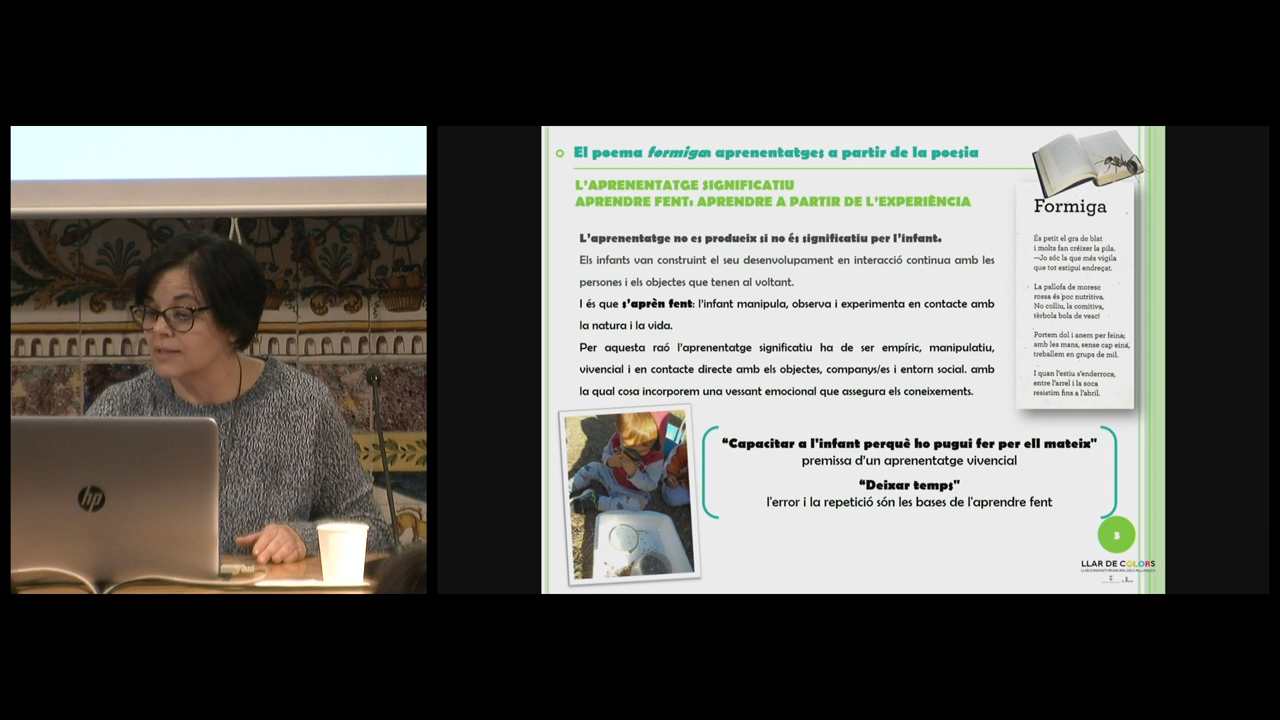 El poema formiga: aprenentatges a partir de la poesia
L'APRENENTATGE SIGNIFICATIU
APRENDRE FENT: APRENDRE A PARTIR DE L'EXPERIÈNCIA
L'aprenentatge no es produeix si no és significatiu per l'infant.
Els infants van construint el seu desenvolupament en interacció continua amb les
persones i els objectes que tenen al voltant.
I és que s'aprèn fent: l'infant manipula, observa i experimenta en contacte amb
la natura i la vida.
Per aquesta raó l'aprenentatge significatiu ha de ser empíric, manipulatiu,
vivencial i en contacte directe amb els objectes, companys/es i entorn social. amb
la qual cosa incorporem una vessant emocional que assegura els coneixements.
Formiga
És petit el gra de blat
i molts fan créixer la pila.
—Jo sóc la que més vigila
que tot estigui endreçat.
La pallofa de moresc
rossa és poc nutritiva.
No colliu, la comitiva,
tèrbola bola de vesc!
Portem dol i anem per feina;
amb les mans, sense cap eina,
treballem en grups de mil.
I quan l'estiu s'enderroca,
entre l'arrel i la soca
resistim fins a l'abril.
"Capacitar a l'infant perquè ho pugui fer per ell mateix"
premissa d'un aprenentatge vivencial
"Deixar temps"
l'error i la repetició són les bases de l'aprendre fent
3
LLAR DE COLORS
hp